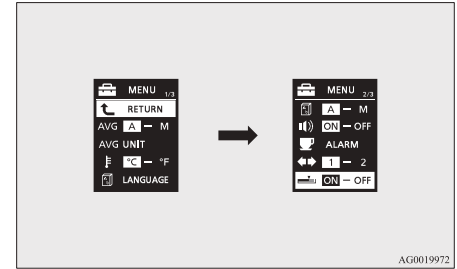 MENU 1/3
RETURN
AVG A – M
AVG UNIT
°C – °F
LANGUAGE
MENU 2/3
A – M
ON – OFF
ALARM
1 – 2
ON – OFF
AG0019972